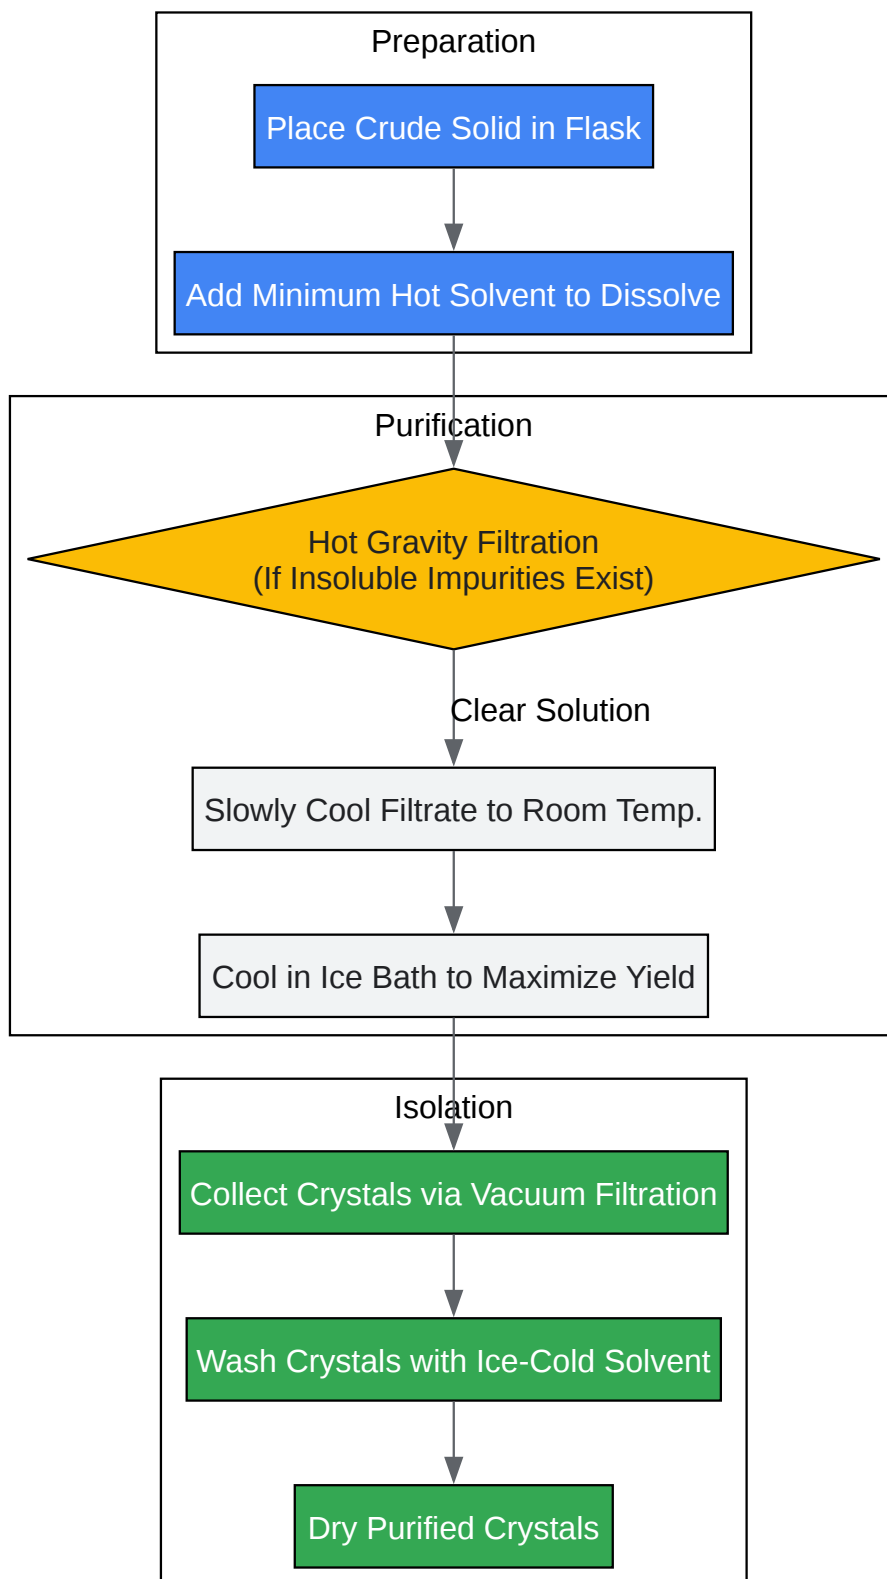 Preparation
Place Crude Solid in Flask
Add Minimum Hot Solvent to Dissolve
Purification
Hot Gravity Filtration
(If Insoluble Impurities Exist)
Clear Solution
Slowly Cool Filtrate to Room Temp.
Cool in Ice Bath to Maximize Yield
Isolation
Collect Crystals via Vacuum Filtration
Wash Crystals with Ice-Cold Solvent
Dry Purified Crystals